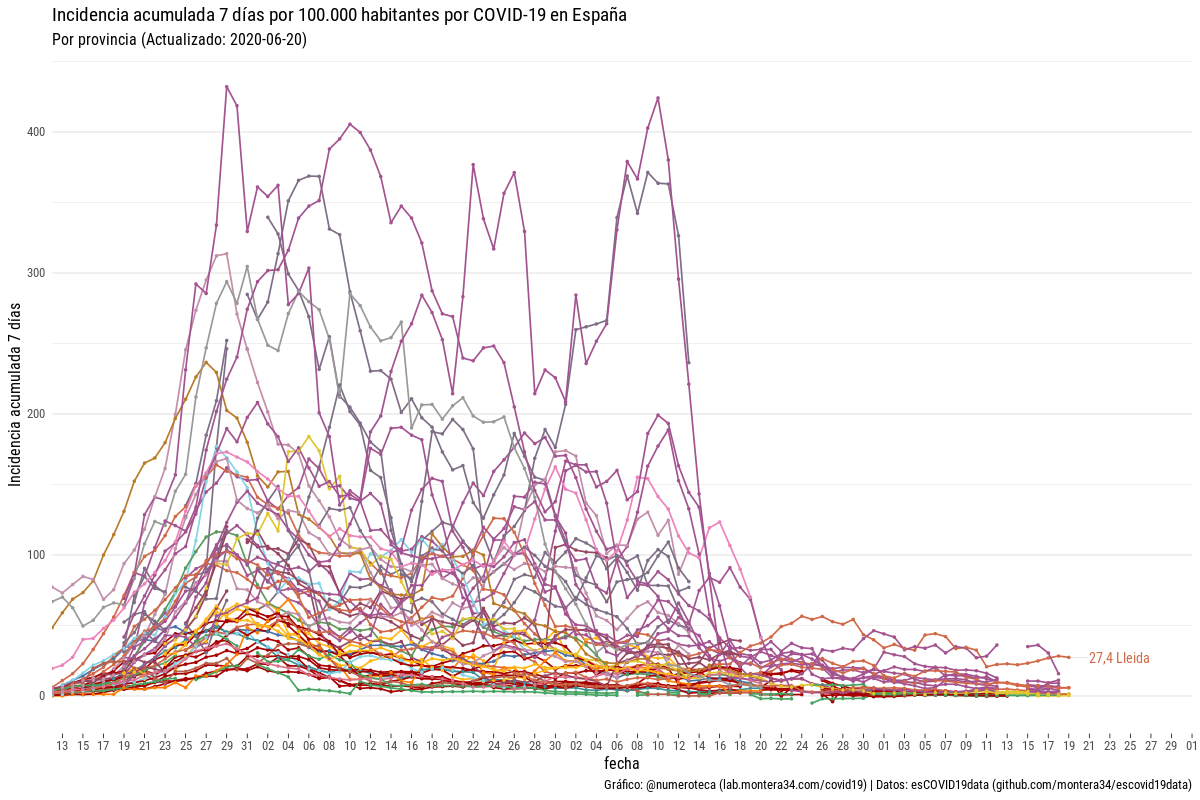 Incidencia acumulada 7 días por 100.000 habitantes por COVID-19 en España
Por provincia (Actualizado: 2020-06-20)
Incidencia acumulada 7 días
400
300
200
100
0
27,4 Lleida
13 15 17 19 21 23 25 27 29 31 02 04 06 08 10 12 14 16 18 20 22 24 26 28 30 02 04 06 08 10 12 14 16 18 20 22 24 26 28 30 01 03 05 07 09 11 13 15 17 19 21 23 25 27 29 01
fecha
Gráfico: @numeroteca (lab.montera34.com/covid19) | Datos: esCOVID19data (github.com/montera34/escovid19data)